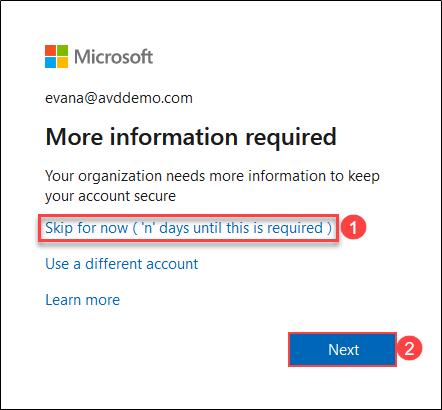 Microsoft
evana@avddemo.com
More information required
Your organization needs more information to keep
your account secure
Skip for now ( 'n' days until this is required ) 1
Use a different account
Learn more
Next 2